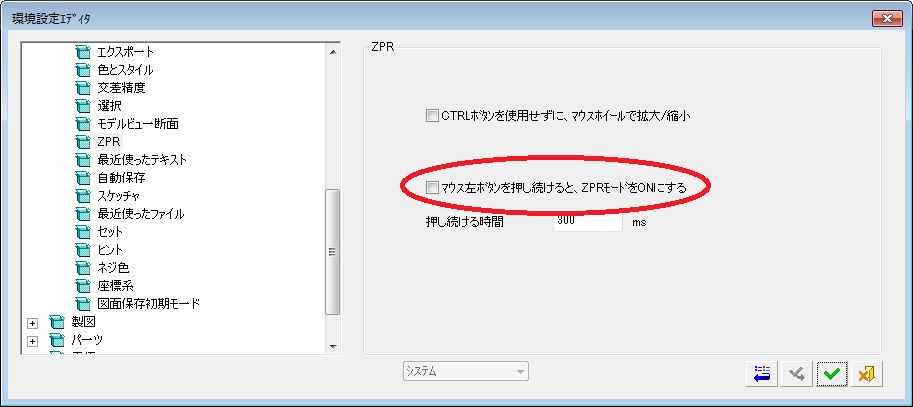 環境設定ｴﾃﾞｨﾀ
エクスポート
色とスタイル
交差精度
選択
モデルビュー断面
ZPR
最近使ったテキスト
自動保存
スケッチャ
最近使ったファイル
セット
ヒント
ネジ色
座標系
図面保存初期モード
製図
パーツ
ZPR
CTRLﾎﾞﾀﾝを使用せずに、ﾏｳｽﾎｲｰﾙで拡大/縮小
ﾏｳｽ左ﾎﾞﾀﾝを押し続けると、ZPRﾓｰﾄﾞをONにする
押し続ける時間 300 ms
ｼｽﾃﾑ